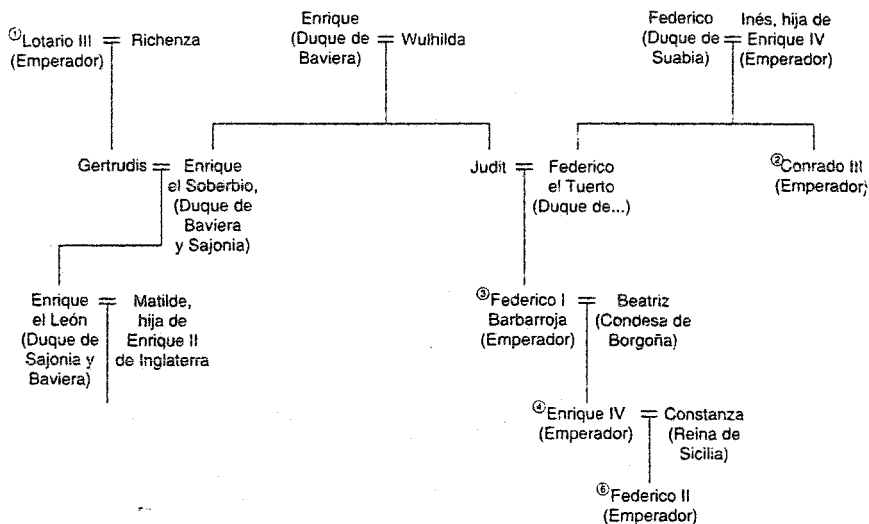 ①Lotario III = Richenza
(Emperador)
Enrique
(Duque de = Wulhilda
Baviera)
Federico
(Duque de =
Suabia)
Inés, hija de
Enrique IV
(Emperador)
Gertrudis = Enrique
el Soberbio,
(Duque de
Baviera
y Sajonia)
Judit = Federico
el Tuerto
(Duque de...)
②Conrado III
(Emperador)
Enrique =
el León
(Duque de
Sajonia y
Baviera)
Matilde,
hija de
Enrique II
de Inglaterra
③Federico I =
Barbarroja
(Emperador)
Beatriz
(Condesa de
Borgoña)
④Enrique IV =
(Emperador)
Constanza
(Reina de
Sicilia)
⑥Federico II
(Emperador)